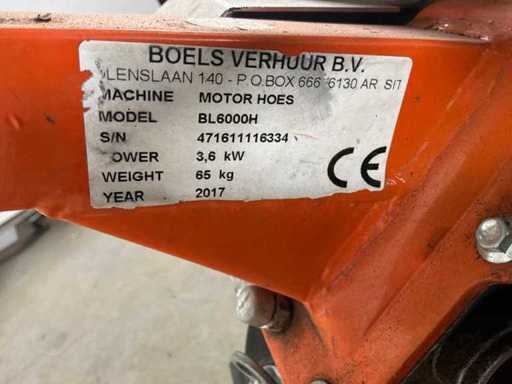 BOELS VERHUUR B.V.
LENSLAAN 140 - P.O.BOX 666 6130 AR SIT
MACHINE MOTOR HOES
MODEL BL6000H
S/N 471611116334
OWER 3,6 kW
WEIGHT 65 kg
YEAR 2017
CE